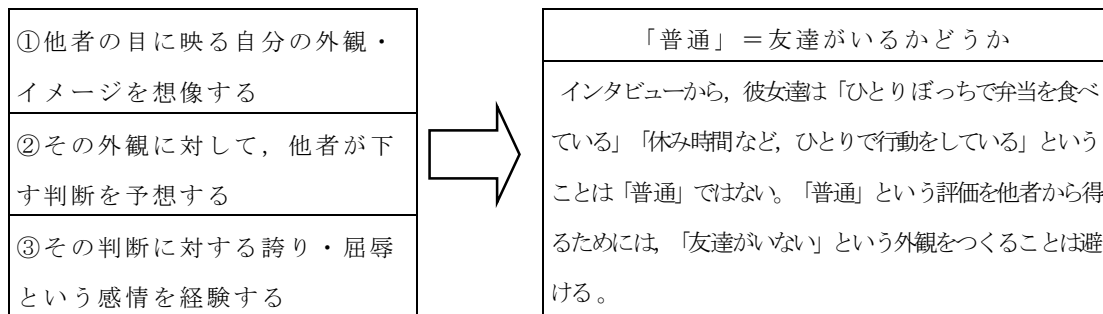 ①他者の目に映る自分の外観・
イメージを想像する
②その外観に対して，他者が下
す判断を予想する
③その判断に対する誇り・屈辱
という感情を経験する
「普通」＝友達がいるかどうか
インタビューから，彼女達は「ひとりぼっちで弁当を食べ
ている」「休み時間など，ひとりで行動をしている」という
ことは「普通」ではない。「普通」という評価を他者から得
るためには，「友達がいない」という外観をつくることは避
ける。